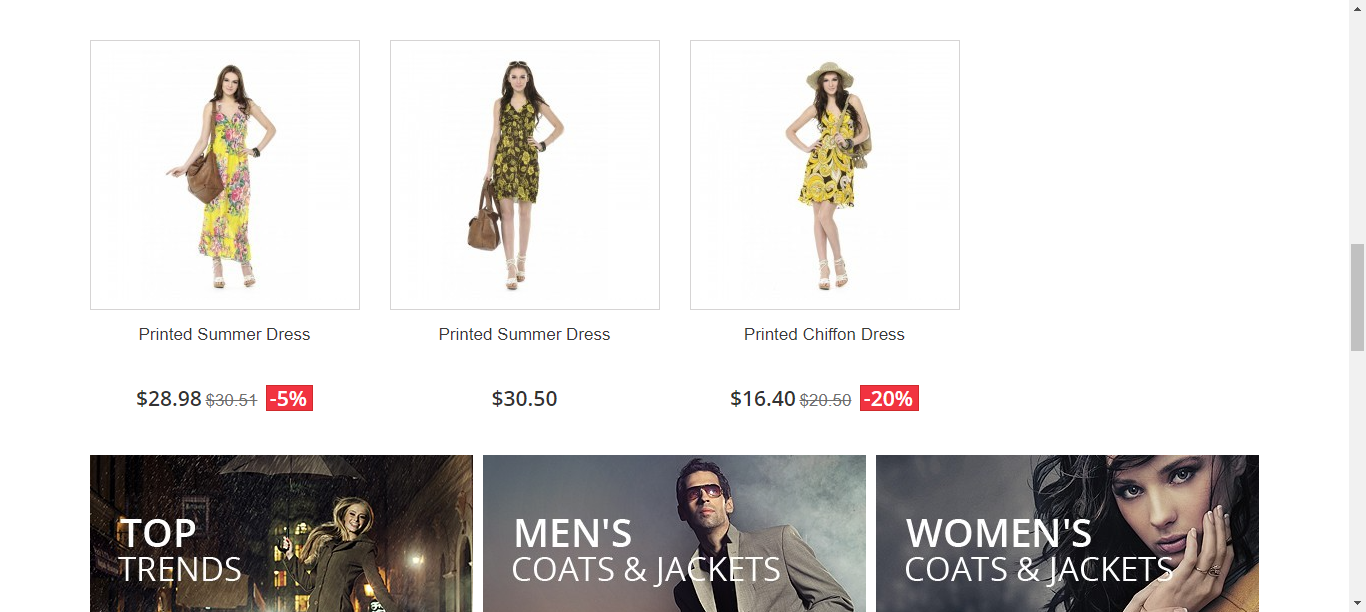 Printed Summer Dress
Printed Summer Dress
Printed Chiffon Dress
$28.98 $30.51 -5%
$30.50
$16.40 $20.50 -20%
TOP
TRENDS
MEN'S
COATS & JACKETS
WOMEN'S
COATS & JACKETS